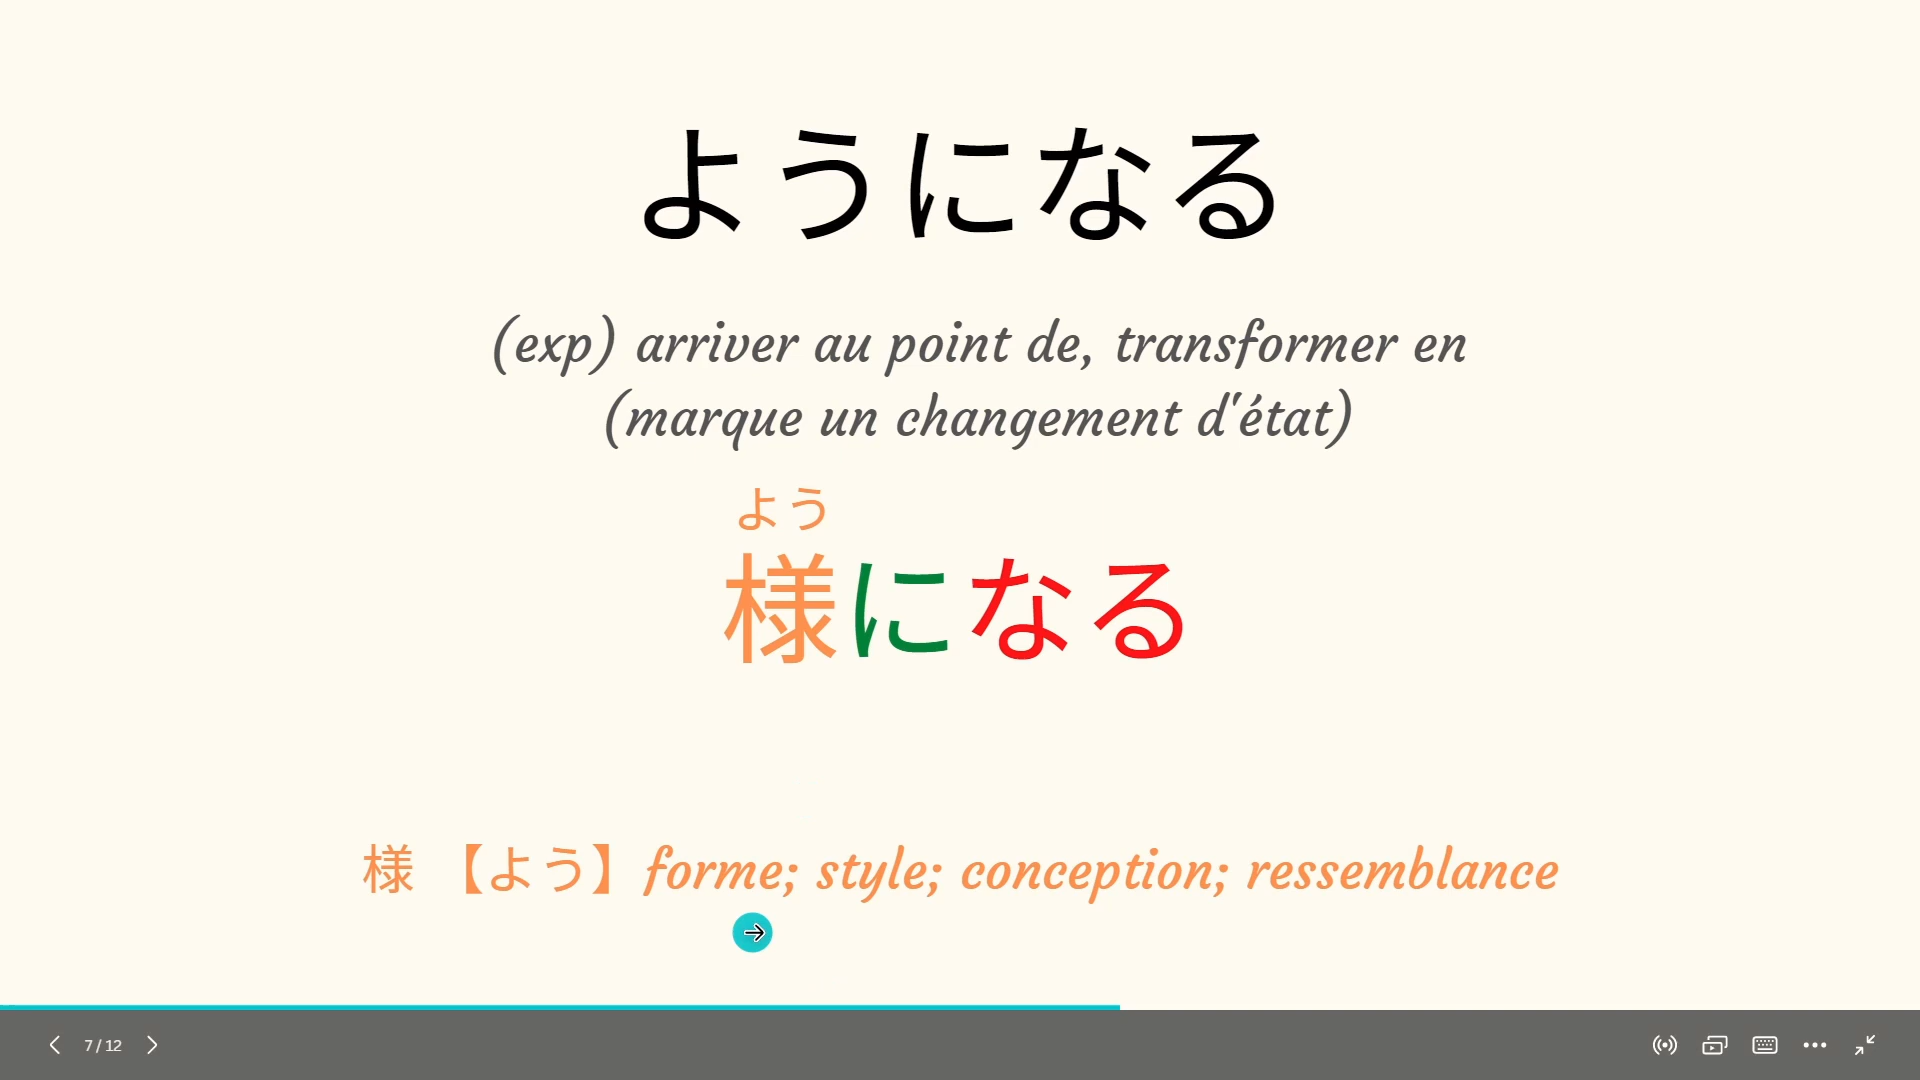 ようになる
(exp) arriver au point de, transformer en
(marque un changement d'état)
よう
様になる
様 【よう】forme; style; conception; ressemblance
7 / 12